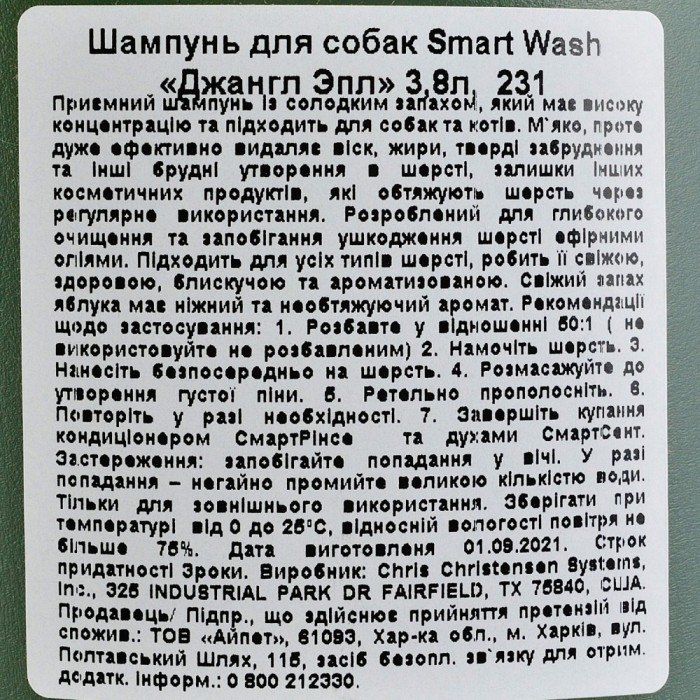 Шампунь для собак Smart Wash
«Джангл Эпл» 3,8л, 231
Приємний шампунь із солодким запахом, який має високу
концентрацію та підходить для собак та котів. М`яко, проте
дуже ефективно видаляє віск, жири, тверді забруднення
та інші брудні утворення в шерсті, залишки інших
косметичних продуктів, які обтяжують шерсть через
регулярне використання. Розроблений для глибокого
очищення та запобігання ушкодження шерсті ефірними
оліями. Підходить для усіх типів шерсті, робить її свіжою,
здоровою, блискучою та ароматизованою. Свіжий запах
яблука має ніжний та необтяжуючий аромат. Рекомендації
щодо застосування: 1. Розбавте у відношенні 50:1 ( не
використовуйте не розбавленим) 2. Намочіть шерсть. 3.
Нанесіть безпосередньо на шерсть. 4. Розмасажуйте до
утворення густої піни. 5. Ретельно прополосніть. 6.
Повторіть у разі необхідності. 7. Завершіть купання
кондиціонером СмартРінсе та духами СмартСент.
Застереження: запобігайте попадання у вічі. У разі
попадання – негайно промийте великою кількістю води.
Тільки для зовнішнього використання. Зберігати при
температурі від 0 до 25ºС, відносній вологості повітря не
більше 75%. Дата виготовленя 01.09.2021. Строк
придатності 3роки. Виробник: Chris Christensen Systems,
Inc., 325 INDUSTRIAL PARK DR FAIRFIELD, TX 75840, США.
Продавець/ Підпр., що здійснює прийняття претензій від
спожив.: ТОВ «Айпет», 61093, Хар-ка обл., м. Харків, вул.
Полтавський Шлях, 115, засіб безопл. зв`язку для отрим.
додатк. інформ.: 0 800 212330.